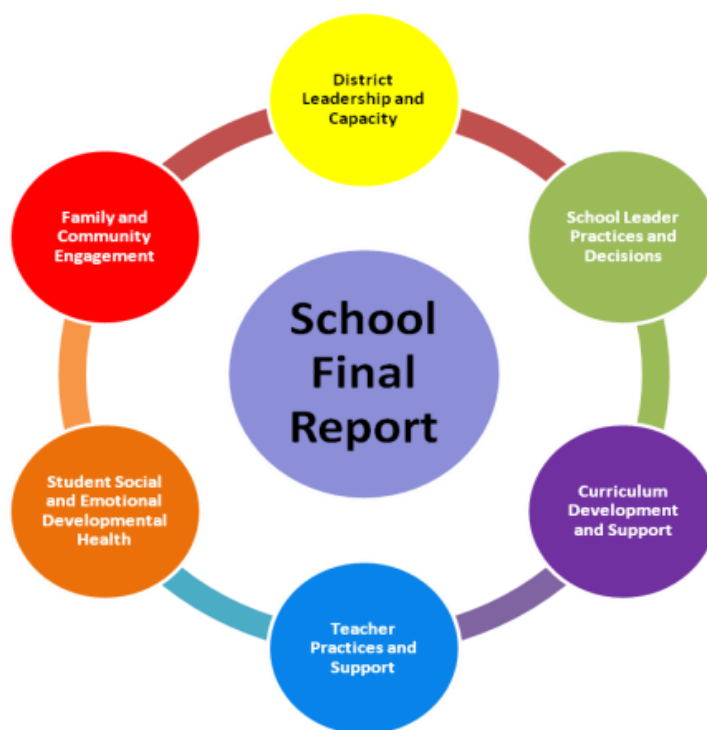 District
Leadership and
Capacity
School Leader
Practices and
Decisions
Curriculum
Development
and Support
Teacher
Practices and
Support
Student Social
and Emotional
Developmental
Health
Family and
Community
Engagement
School
Final
Report